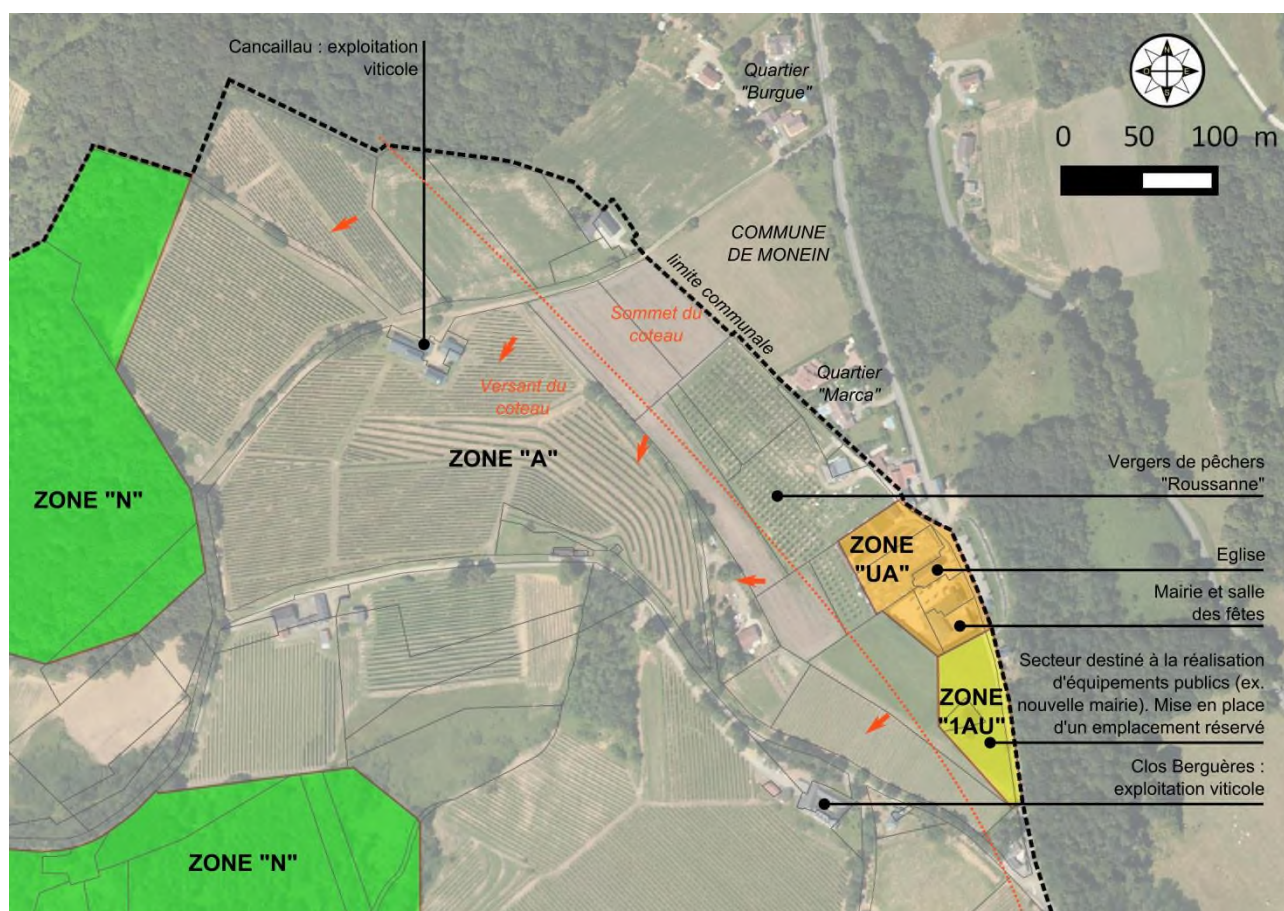 Cancaillau : exploitation
viticole
Quartier
"Burgue"
N
O E
S
0 50 100 m
COMMUNE
DE MONEIN
limite communale
Sommet du
coteau
Quartier
"Marca"
Versant du
coteau
ZONE "A"
ZONE "N"
Vergers de pêchers
"Roussanne"
ZONE
"UA"
Eglise
Mairie et salle
des fêtes
Secteur destiné à la réalisation
d'équipements publics (ex.
nouvelle mairie). Mise en place
d'un emplacement réservé
ZONE
"1AU"
Clos Berguères :
exploitation viticole
ZONE "N"